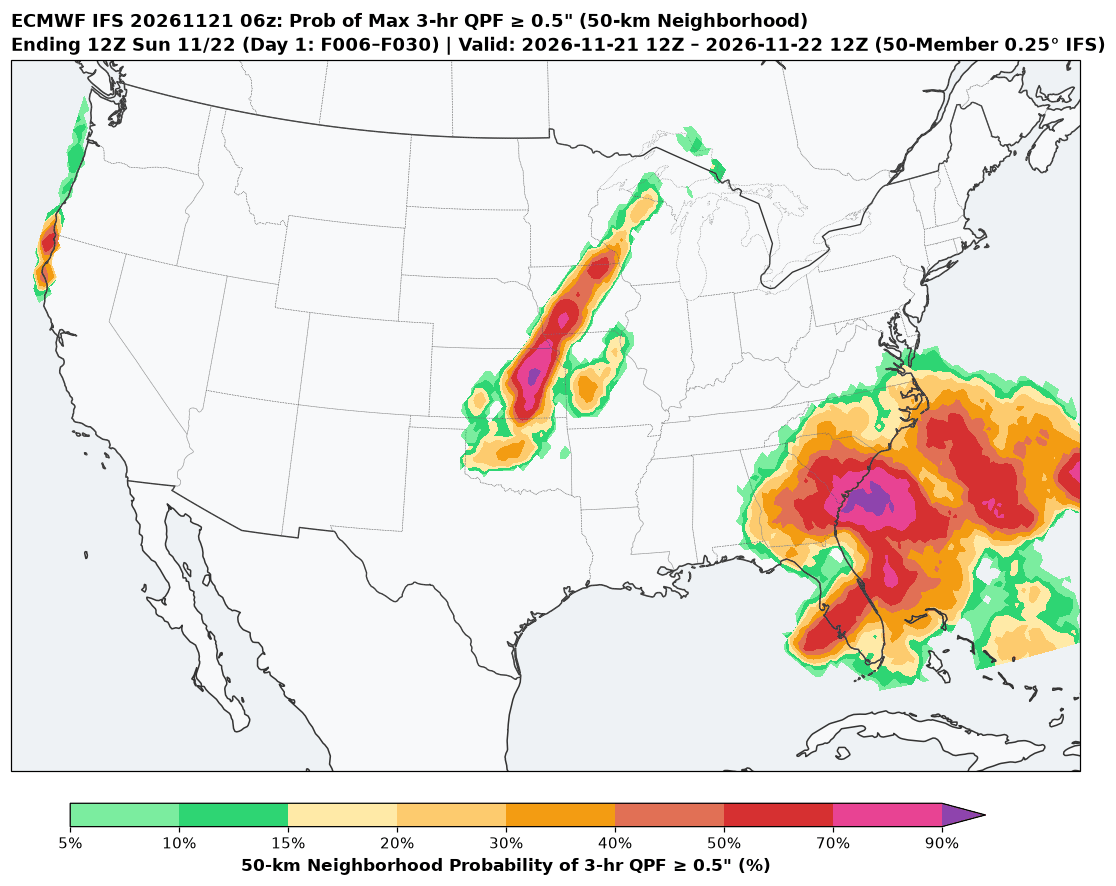 ECMWF IFS 20261121 06z: Prob of Max 3-hr QPF ≥ 0.5" (50-km Neighborhood)
Ending 12Z Sun 11/22 (Day 1: F006–F030) | Valid: 2026-11-21 12Z – 2026-11-22 12Z (50-Member 0.25° IFS)
5% 10% 15% 20% 30% 40% 50% 70% 90%
50-km Neighborhood Probability of 3-hr QPF ≥ 0.5" (%)